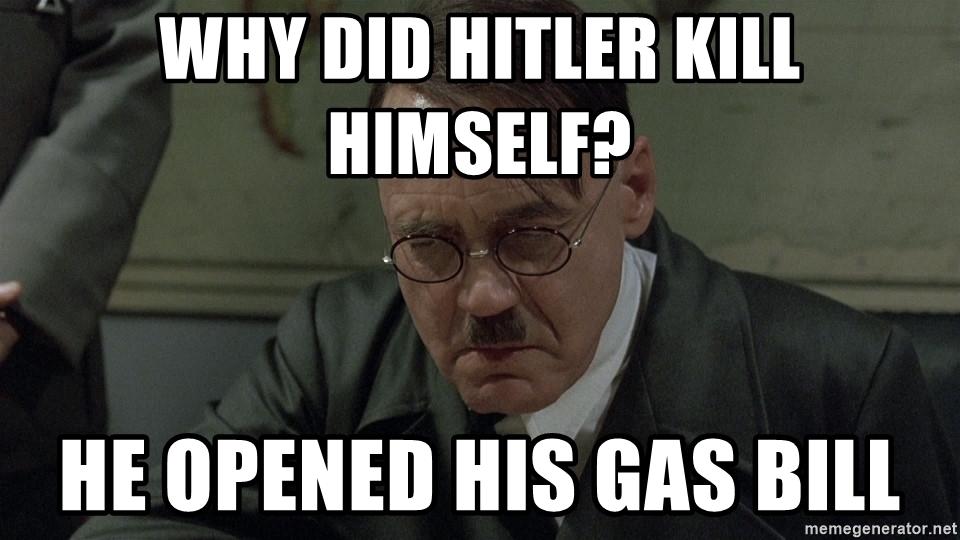 WHY DID HITLER KILL
HIMSELF?
HE OPENED HIS GAS BILL
memegenerator.net